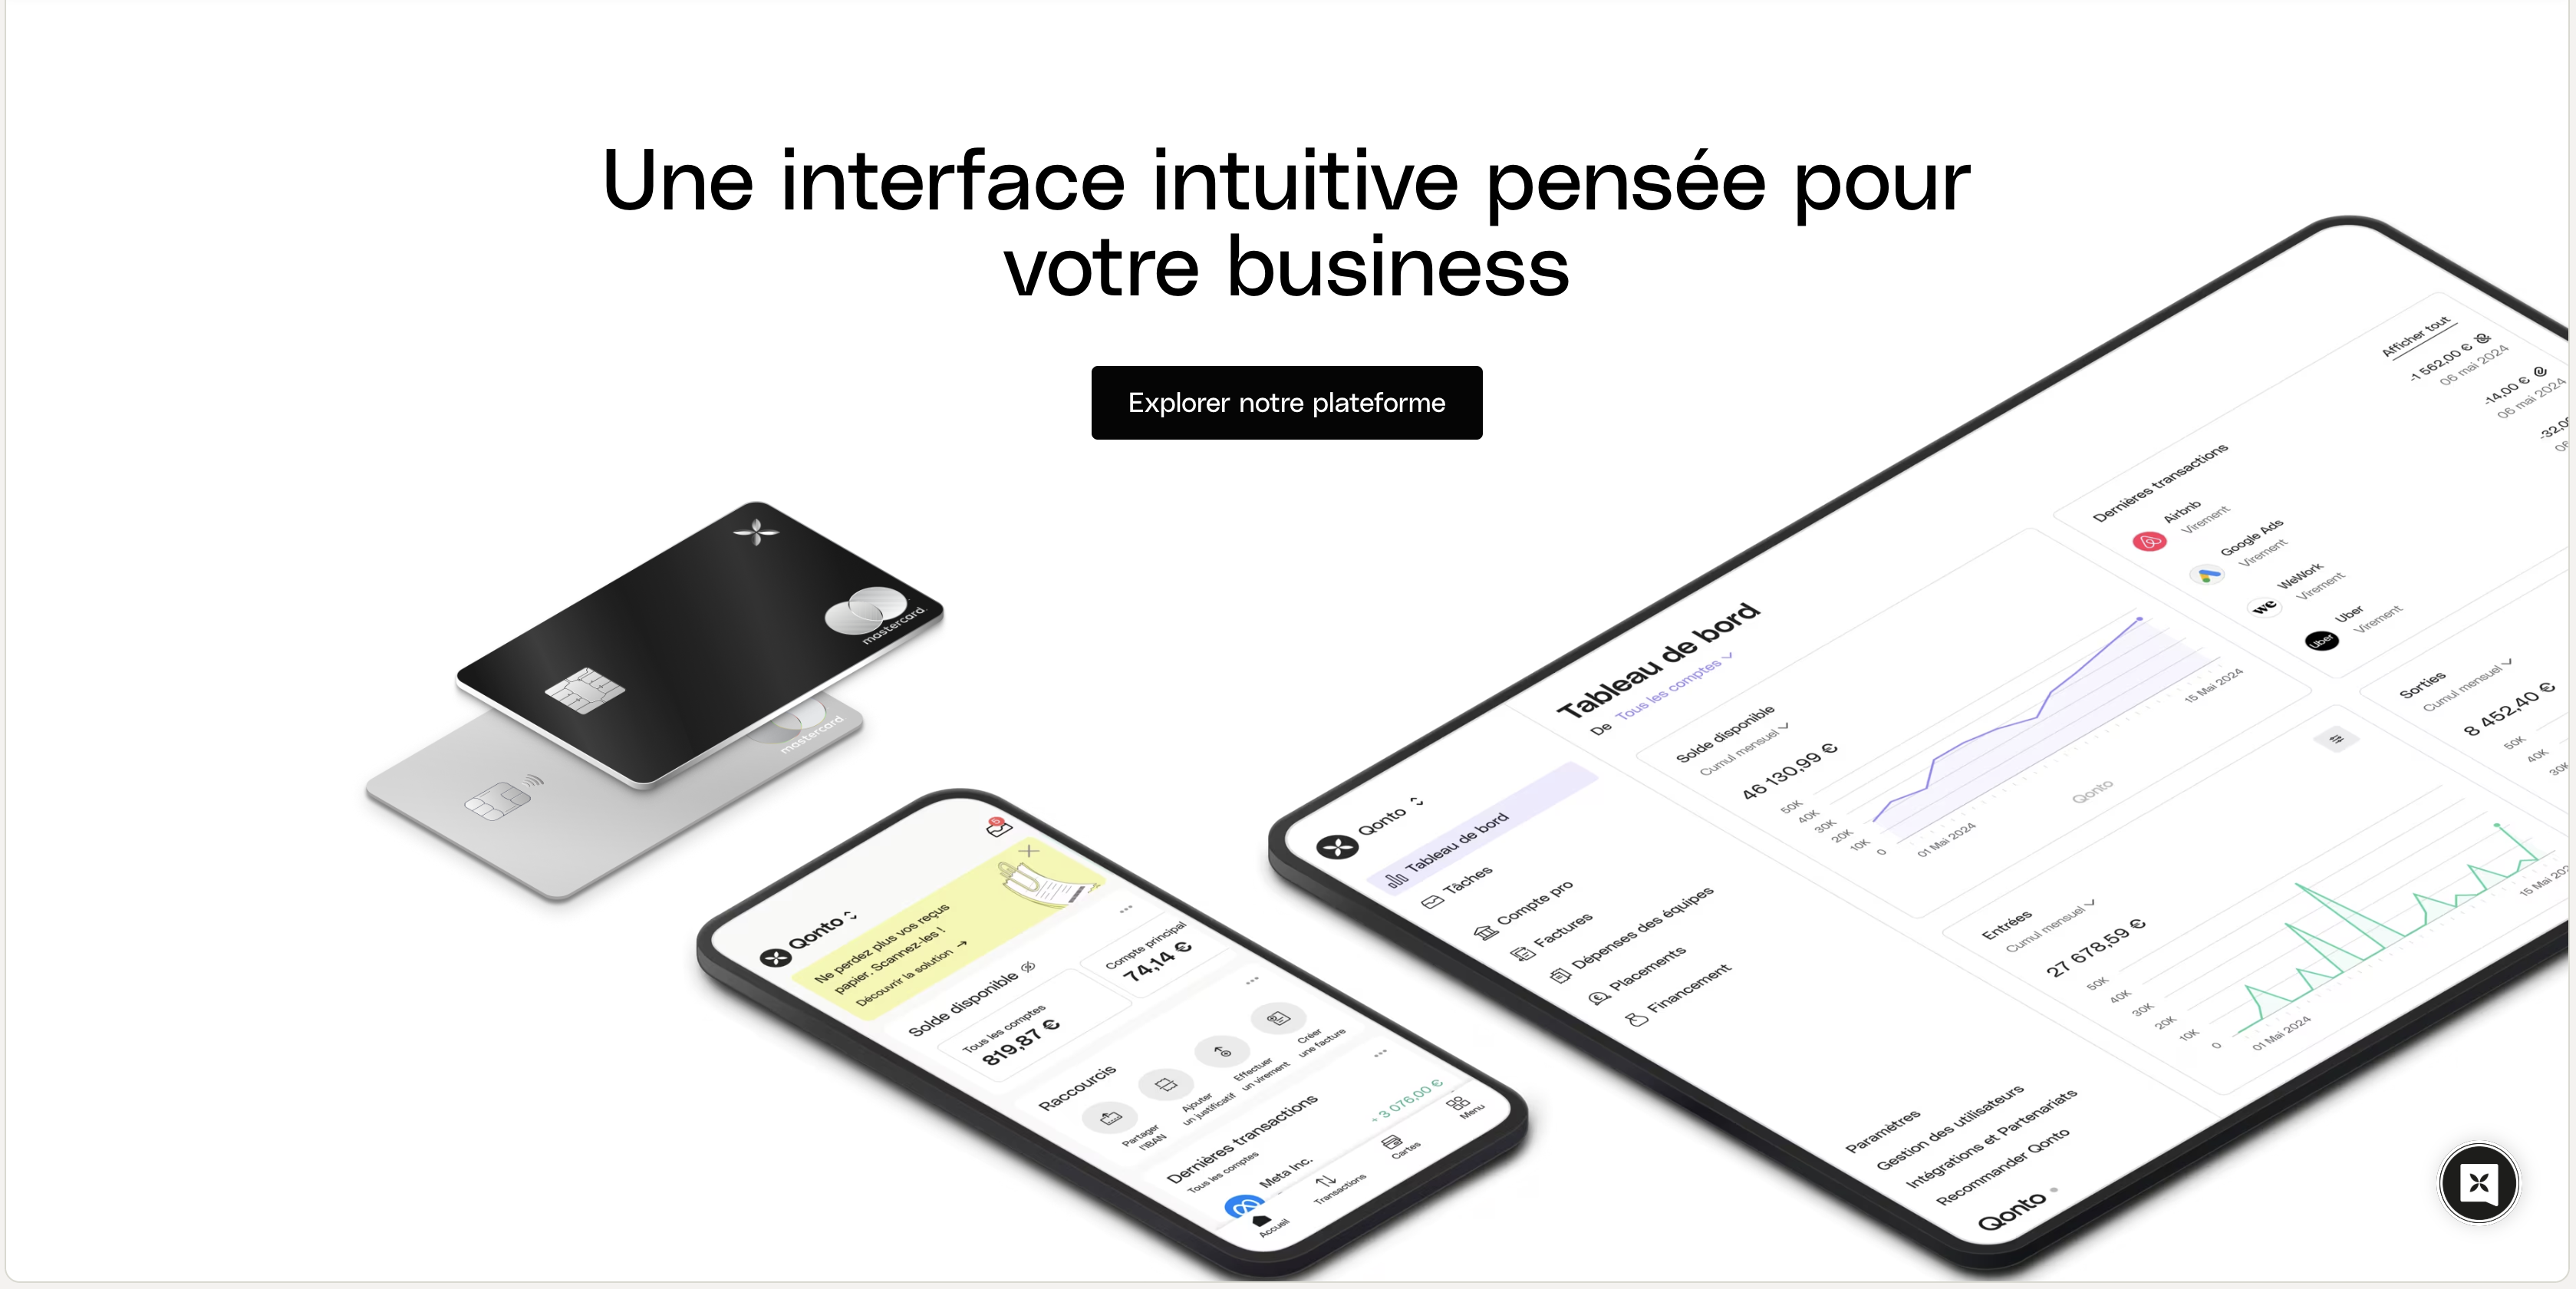 Une interface intuitive pensée pour
votre business
Explorer notre plateforme
mastercard.
mastercard.
5
Qonto
Ne perdez plus vos reçus
papier. Scannez-les !
Découvrir la solution →
Solde disponible
Tous les comptes
819,87 €
Compte principal
74,14 €
Raccourcis
Partager
l'IBAN
Ajouter
un justificatif
Effectuer
un virement
Créer
une facture
Dernières transactions
Tous les comptes
Meta Inc.
+ 3 076,00 €
Accueil
Transactions
Cartes
Menu
Qonto
Tableau de bord
Tâches
Compte pro
Factures
Dépenses des équipes
Placements
Financement
Paramètres
Gestion des utilisateurs
Intégrations et Partenariats
Recommander Qonto
Qonto
Tableau de bord
De Tous les comptes
Solde disponible
Cumul mensuel
46 130,99 €
50K
40K
30K
20K
10K
0
01 Mai 2024
15 Mai 2024
Qonto
Dernières transactions
Afficher tout
Airbnb
Virement
-1 562,00 €
06 mai 2024
Google Ads
Virement
-14,00 €
06 mai 2024
we
WeWork
Virement
-32,0
06
Uber
Uber
Virement
Entrées
Cumul mensuel
27 678,59 €
50K
40K
30K
20K
10K
0
01 Mai 2024
15 Mai 202
Sorties
Cumul mensuel
8 452,40 €
50K
40K
30K